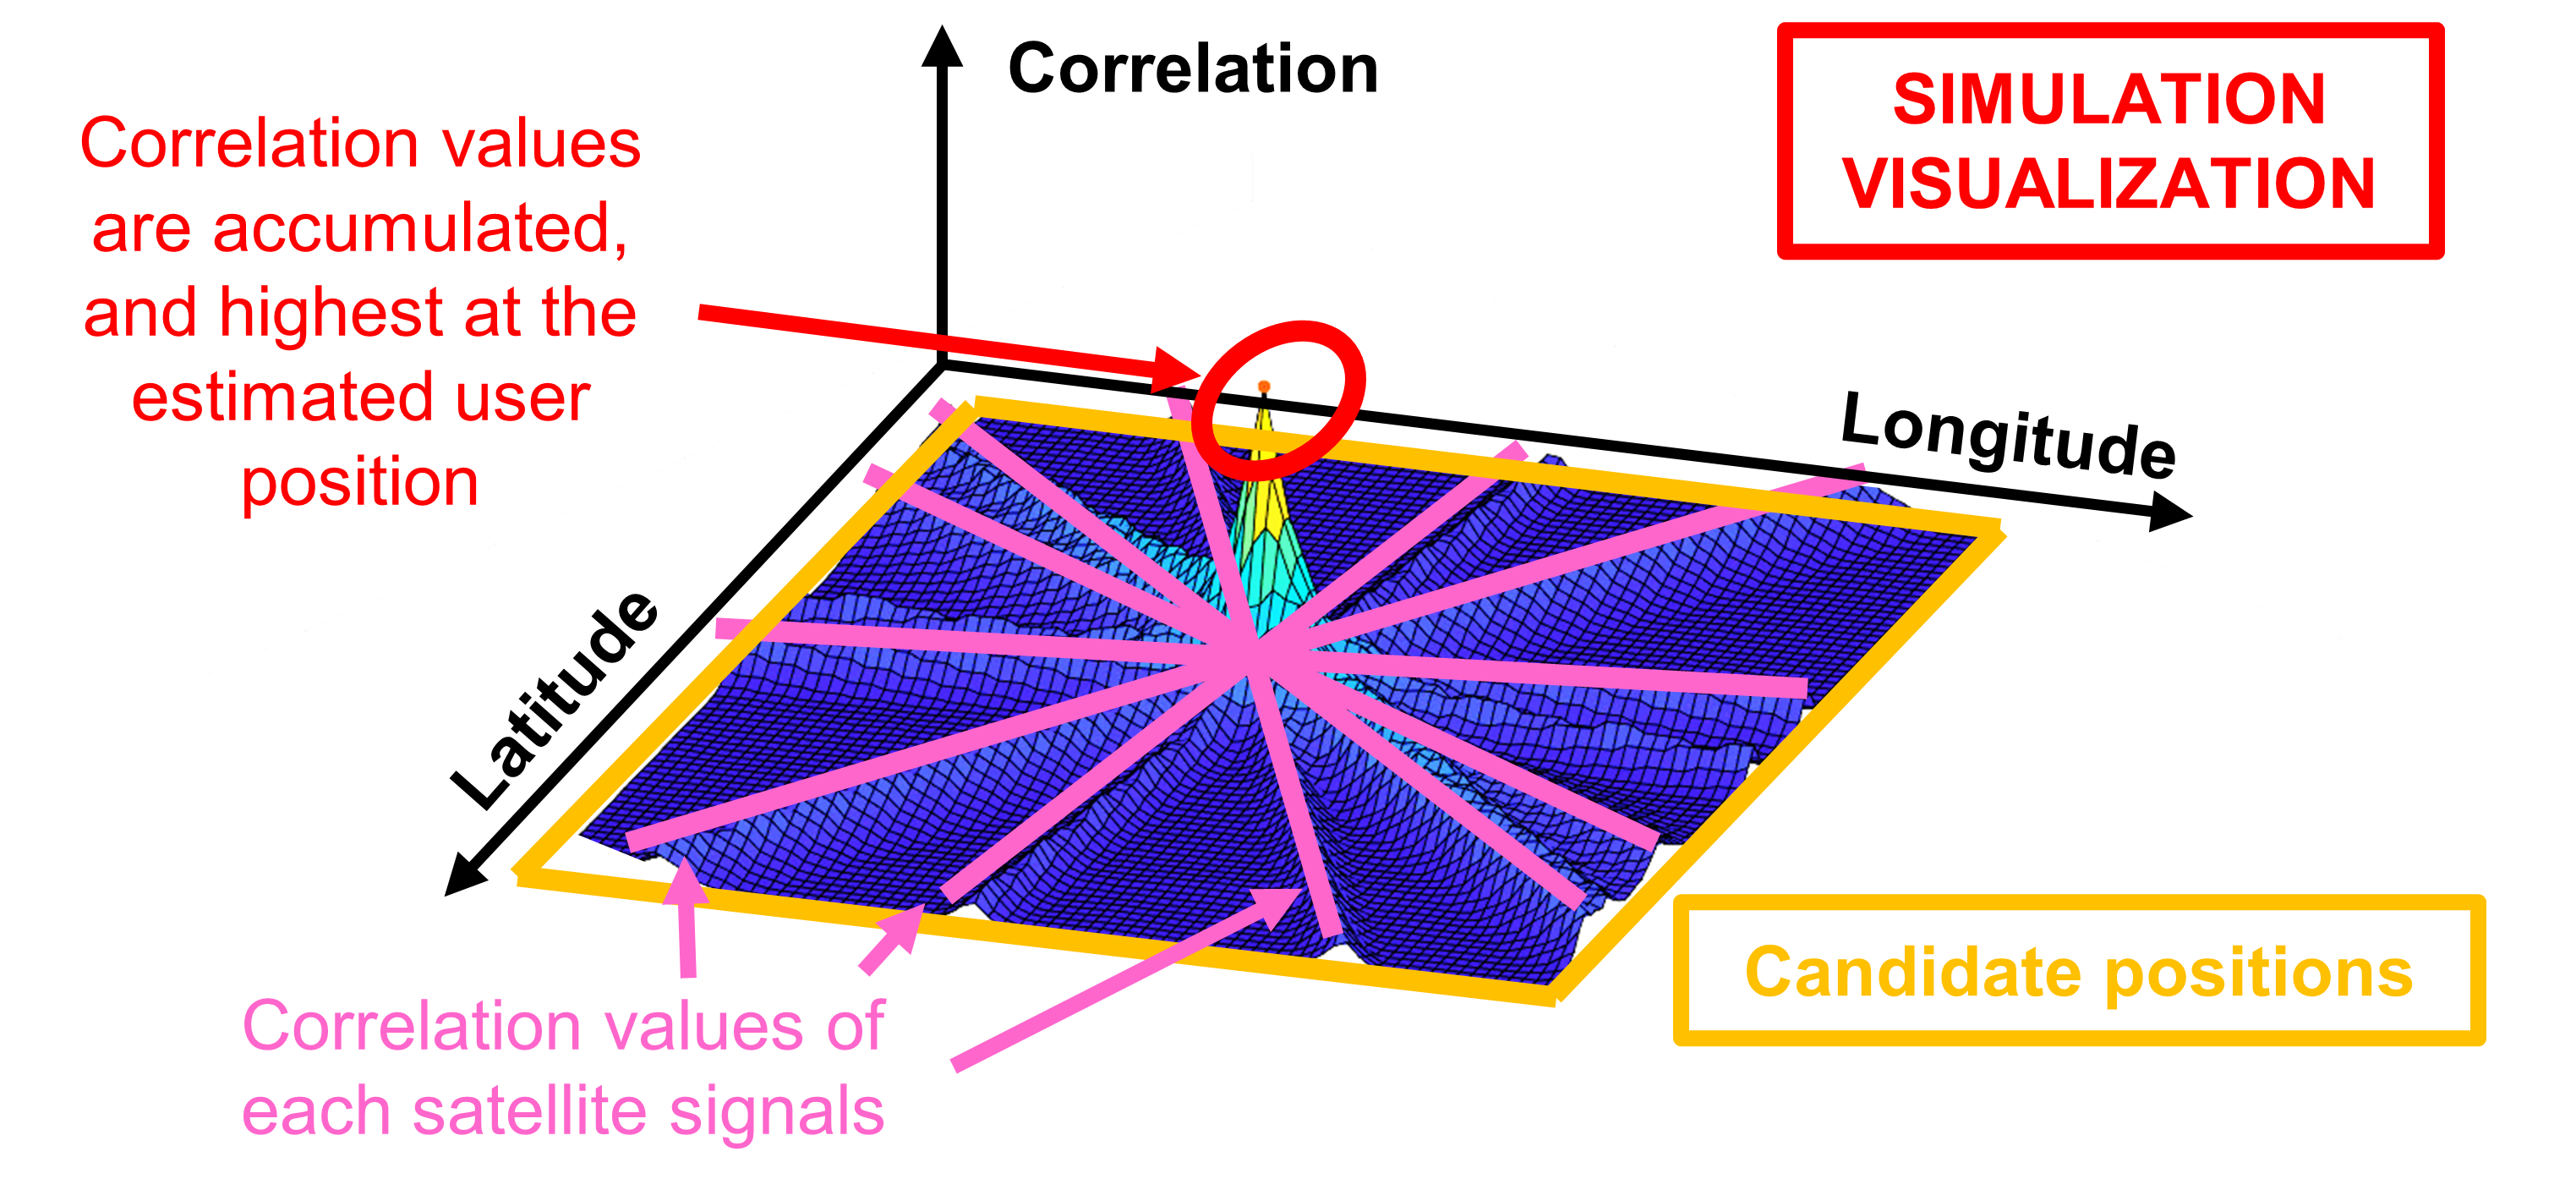 Correlation
SIMULATION
VISUALIZATION
Correlation values
are accumulated,
and highest at the
estimated user
position
Longitude
Latitude
Candidate positions
Correlation values of
each satellite signals